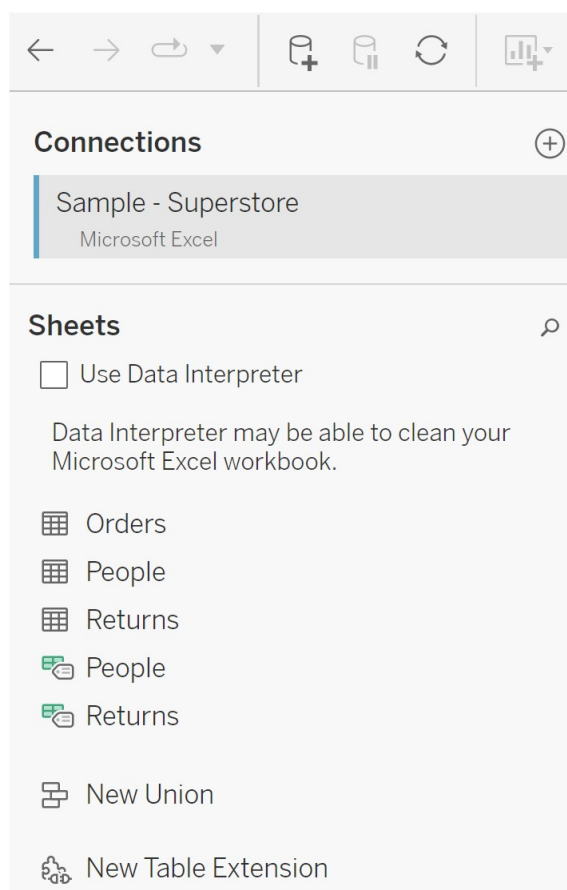 Connections
Sample - Superstore
Microsoft Excel
Sheets
Use Data Interpreter
Data Interpreter may be able to clean your
Microsoft Excel workbook.
Orders
People
Returns
People
Returns
New Union
New Table Extension